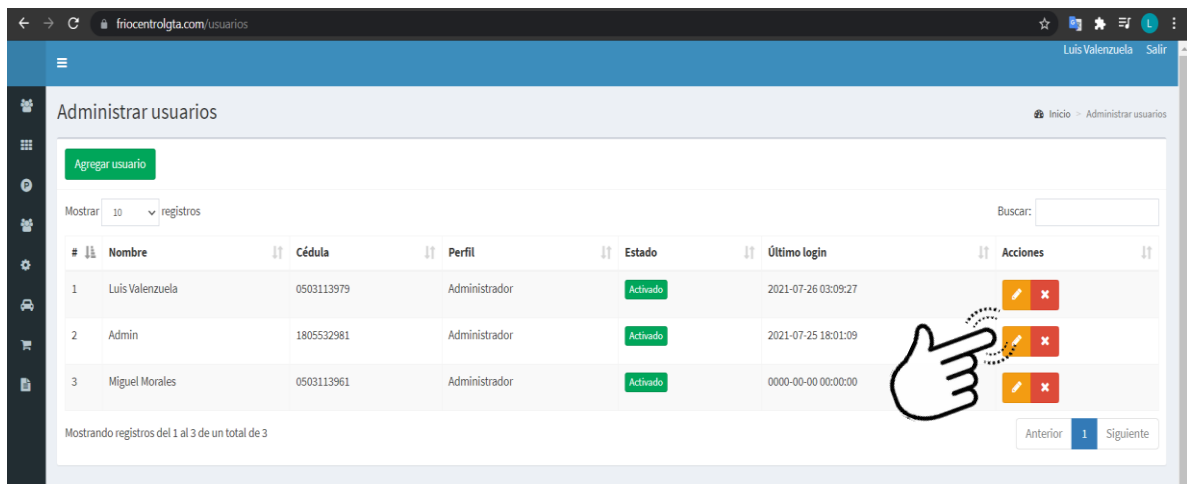 friocentrolgta.com/usuarios
L
Luis Valenzuela Salir
Administrar usuarios
Inicio > Administrar usuarios
Agregar usuario
Mostrar 10 registros
Buscar:
# Nombre Cédula Perfil Estado Último login Acciones
1 Luis Valenzuela 0503113979 Administrador Activado 2021-07-26 03:09:27
2 Admin 1805532981 Administrador Activado 2021-07-25 18:01:09
3 Miguel Morales 0503113961 Administrador Activado 0000-00-00 00:00:00
Mostrando registros del 1 al 3 de un total de 3
Anterior 1 Siguiente